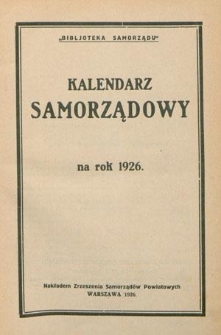 „BIBLJOTEKA SAMORZĄDU"
KALENDARZ
SAMORZĄDOWY
na rok 1926.
Nakładem Zrzeszenia Samorządów Powiatowych
WARSZAWA 1926.